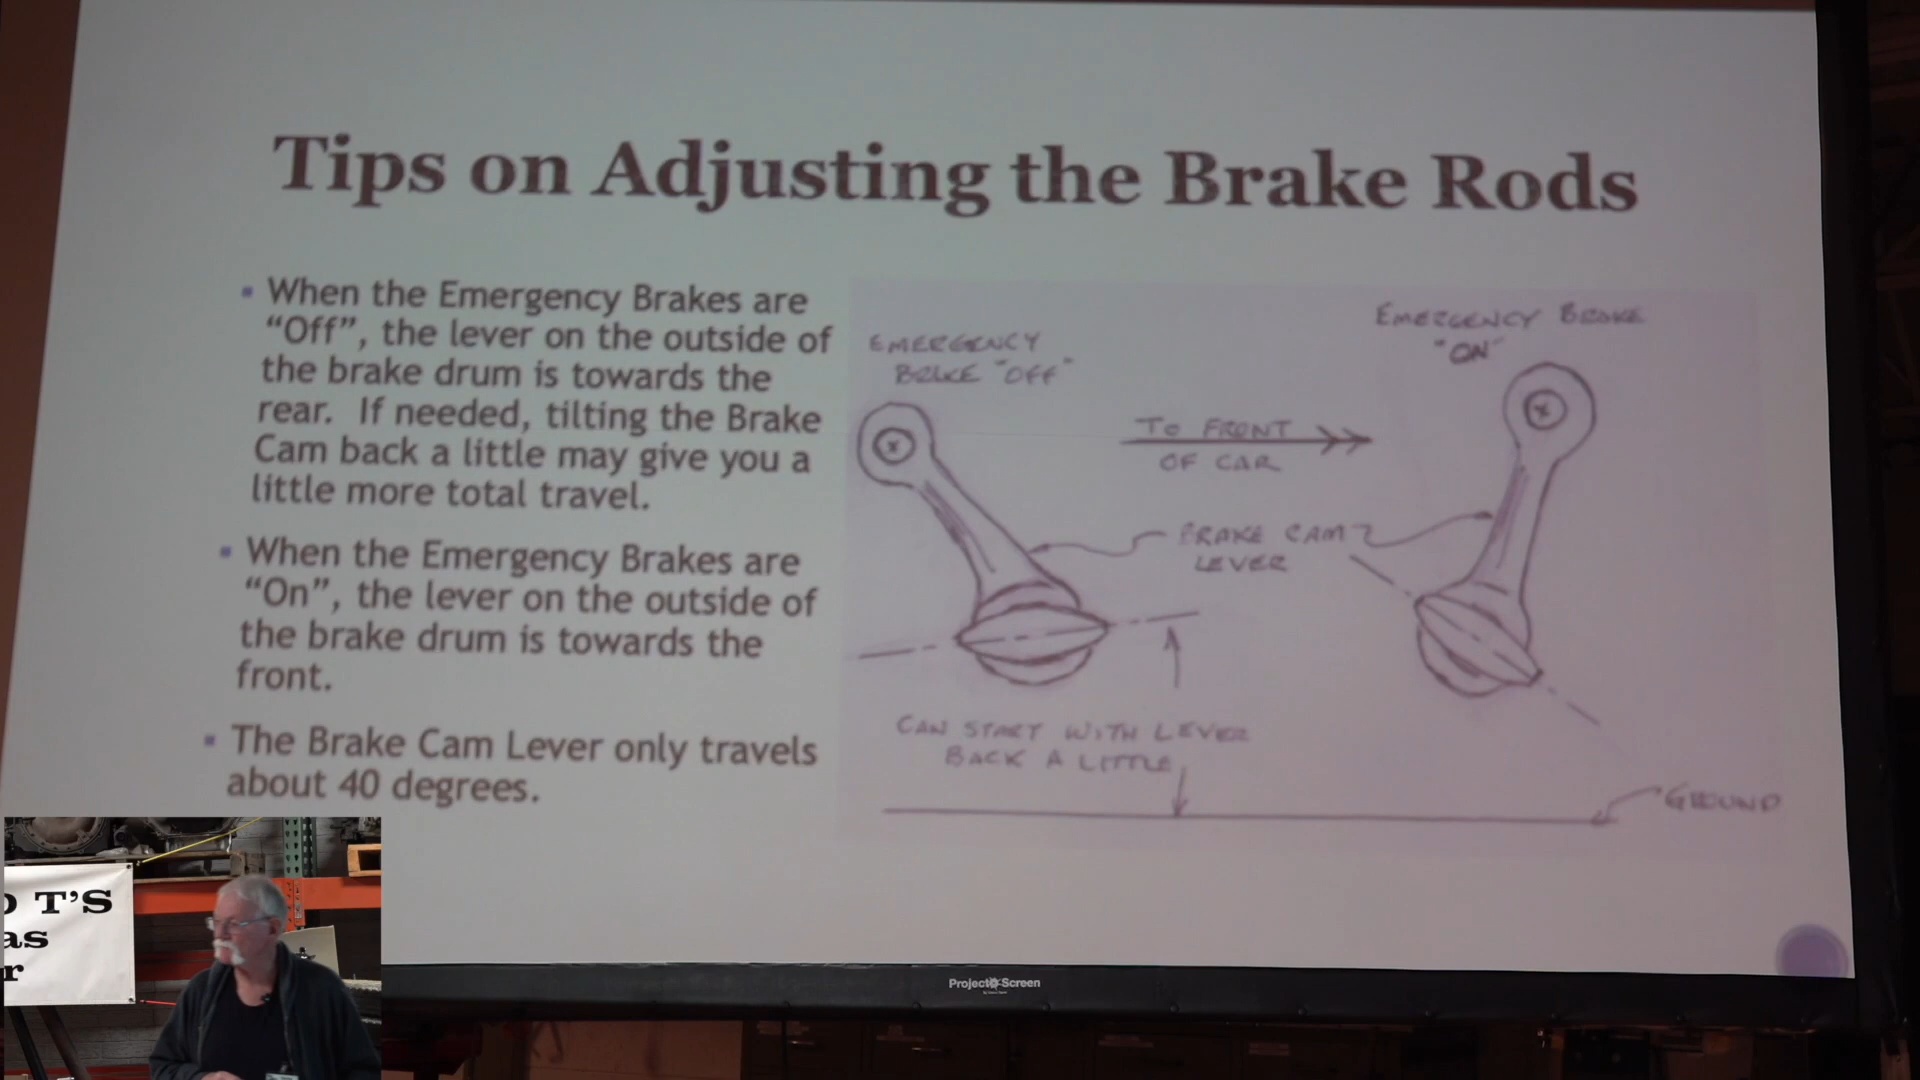 Tips on Adjusting the Brake Rods
▪ When the Emergency Brakes are
“Off”, the lever on the outside of
the brake drum is towards the
rear. If needed, tilting the Brake
Cam back a little may give you a
little more total travel.
▪ When the Emergency Brakes are
“On”, the lever on the outside of
the brake drum is towards the
front.
▪ The Brake Cam Lever only travels
about 40 degrees.
EMERGENCY
BRAKE "OFF"
EMERGENCY BRAKE
"ON"
TO FRONT
OF CAR
BRAKE CAM
LEVER
CAN START WITH LEVER
BACK A LITTLE
GROUND
T'S
as
r
Project Screen